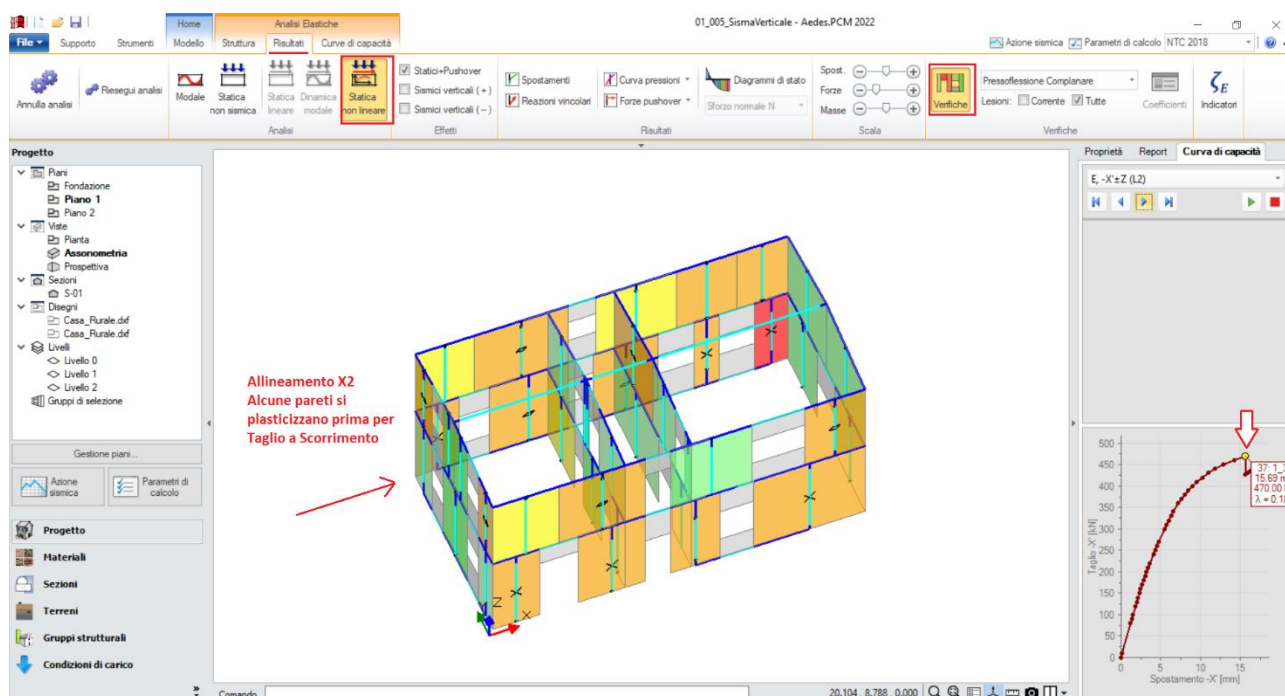 01_005_SismaVerticale - Aedes.PCM 2022
Home
Analisi Elastiche
File
Supporto
Strumenti
Modello
Struttura
Risultati
Curve di capacità
Azione sismica
Parametri di calcolo
NTC 2018
Annulla analisi
Riesegui analisi
Modale
Statica non sismica
Statica lineare
Dinamica modale
Statica non lineare
Analisi
Statici+Pushover
Sismici verticali (+)
Sismici verticali (−)
Effetti
Spostamenti
Reazioni vincolari
Curva pressioni
Forze pushover
Diagrammi di stato
Sforzo normale N
Risultati
Spost.
Forze
Masse
Scala
Verifiche
Pressoflessione Complanare
Lesioni:
Corrente
Tutte
Coefficienti
Verifiche
ζE
Indicatori
Progetto
Piani
Fondazione
Piano 1
Piano 2
Viste
Pianta
Assonometria
Prospettiva
Sezioni
S-01
Disegni
Casa_Rurale.dxf
Casa_Rurale.dxf
Livelli
Livello 0
Livello 1
Livello 2
Gruppi di selezione
Gestione piani...
Azione sismica
Parametri di calcolo
Progetto
Materiali
Sezioni
Terreni
Gruppi strutturali
Condizioni di carico
Allineamento X2
Alcune pareti si
plasticizzano prima per
Taglio a Scorrimento
Z
X
Comando
20.104 8.788 0.000
Proprietà
Report
Curva di capacità
E, -X'±Z (L2)
500
450
400
350
300
250
200
150
100
50
0
Taglio -X' [kN]
0
5
10
15
Spostamento -X' [mm]
15.69
470.00
λ = 0.18